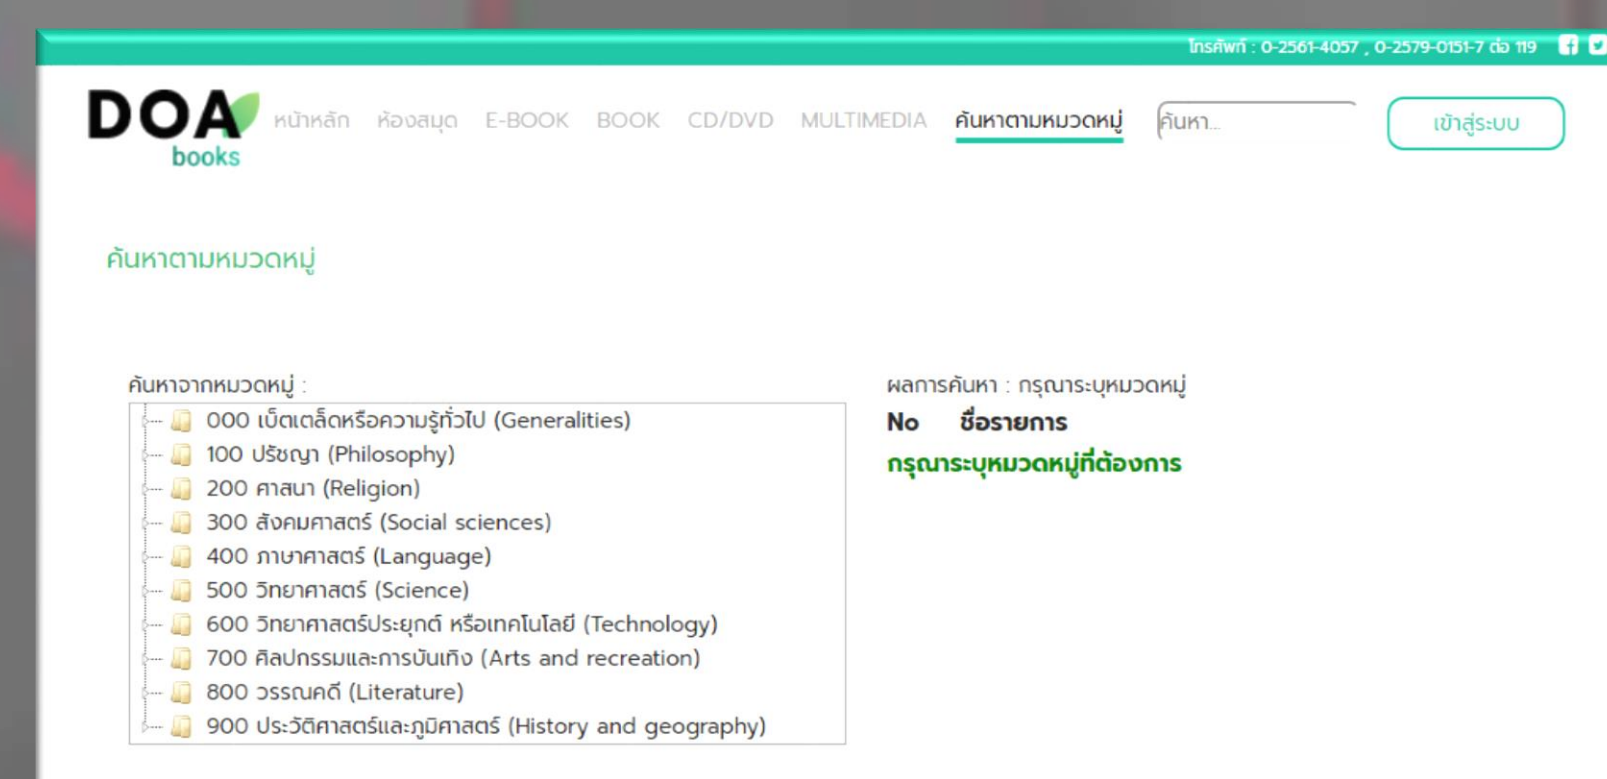 โทรศัพท์ : 0-2561-4057 , 0-2579-0151-7 ต่อ 119
DOA books
หน้าหลัก ห้องสมุด E-BOOK BOOK CD/DVD MULTIMEDIA ค้นหาตามหมวดหมู่ ค้นหา... เข้าสู่ระบบ
ค้นหาตามหมวดหมู่
ค้นหาจากหมวดหมู่ :
000 เบ็ตเตล็ดหรือความรู้ทั่วไป (Generalities)
100 ปรัชญา (Philosophy)
200 ศาสนา (Religion)
300 สังคมศาสตร์ (Social sciences)
400 ภาษาศาสตร์ (Language)
500 วิทยาศาสตร์ (Science)
600 วิทยาศาสตร์ประยุกต์ หรือเทคโนโลยี (Technology)
700 ศิลปกรรมและการบันเทิง (Arts and recreation)
800 วรรณคดี (Literature)
900 ประวัติศาสตร์และภูมิศาสตร์ (History and geography)
ผลการค้นหา : กรุณาระบุหมวดหมู่
No ชื่อรายการ
กรุณาระบุหมวดหมู่ที่ต้องการ